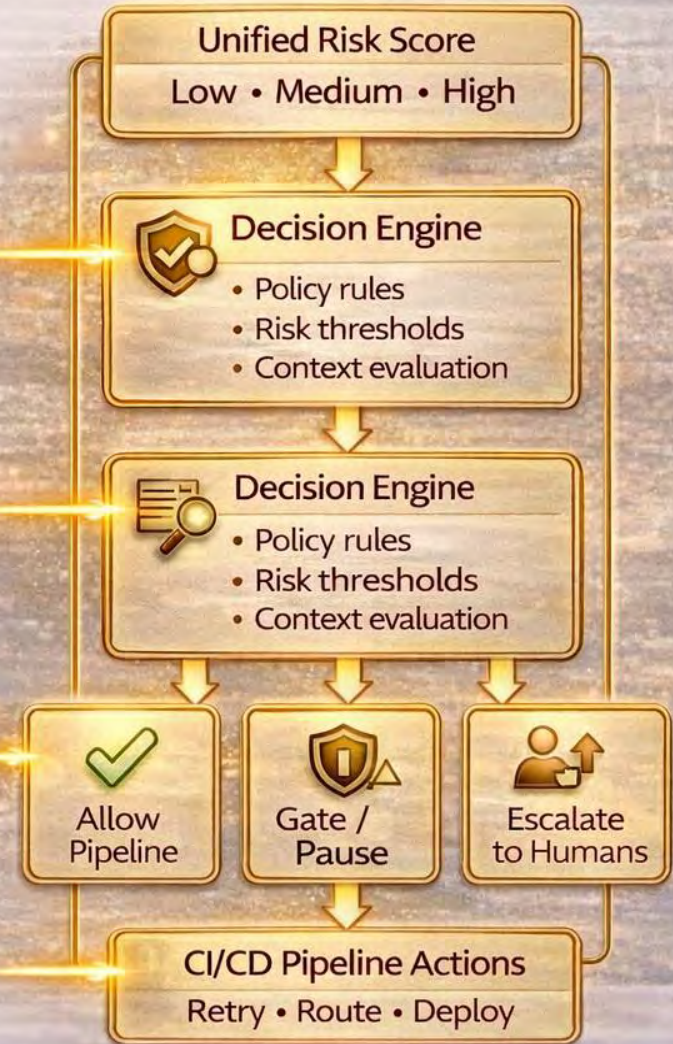 Unified Risk Score
Low • Medium • High
Decision Engine
• Policy rules
• Risk thresholds
• Context evaluation
Decision Engine
• Policy rules
• Risk thresholds
• Context evaluation
Allow
Pipeline
Gate /
Pause
Escalate
to Humans
CI/CD Pipeline Actions
Retry • Route • Deploy